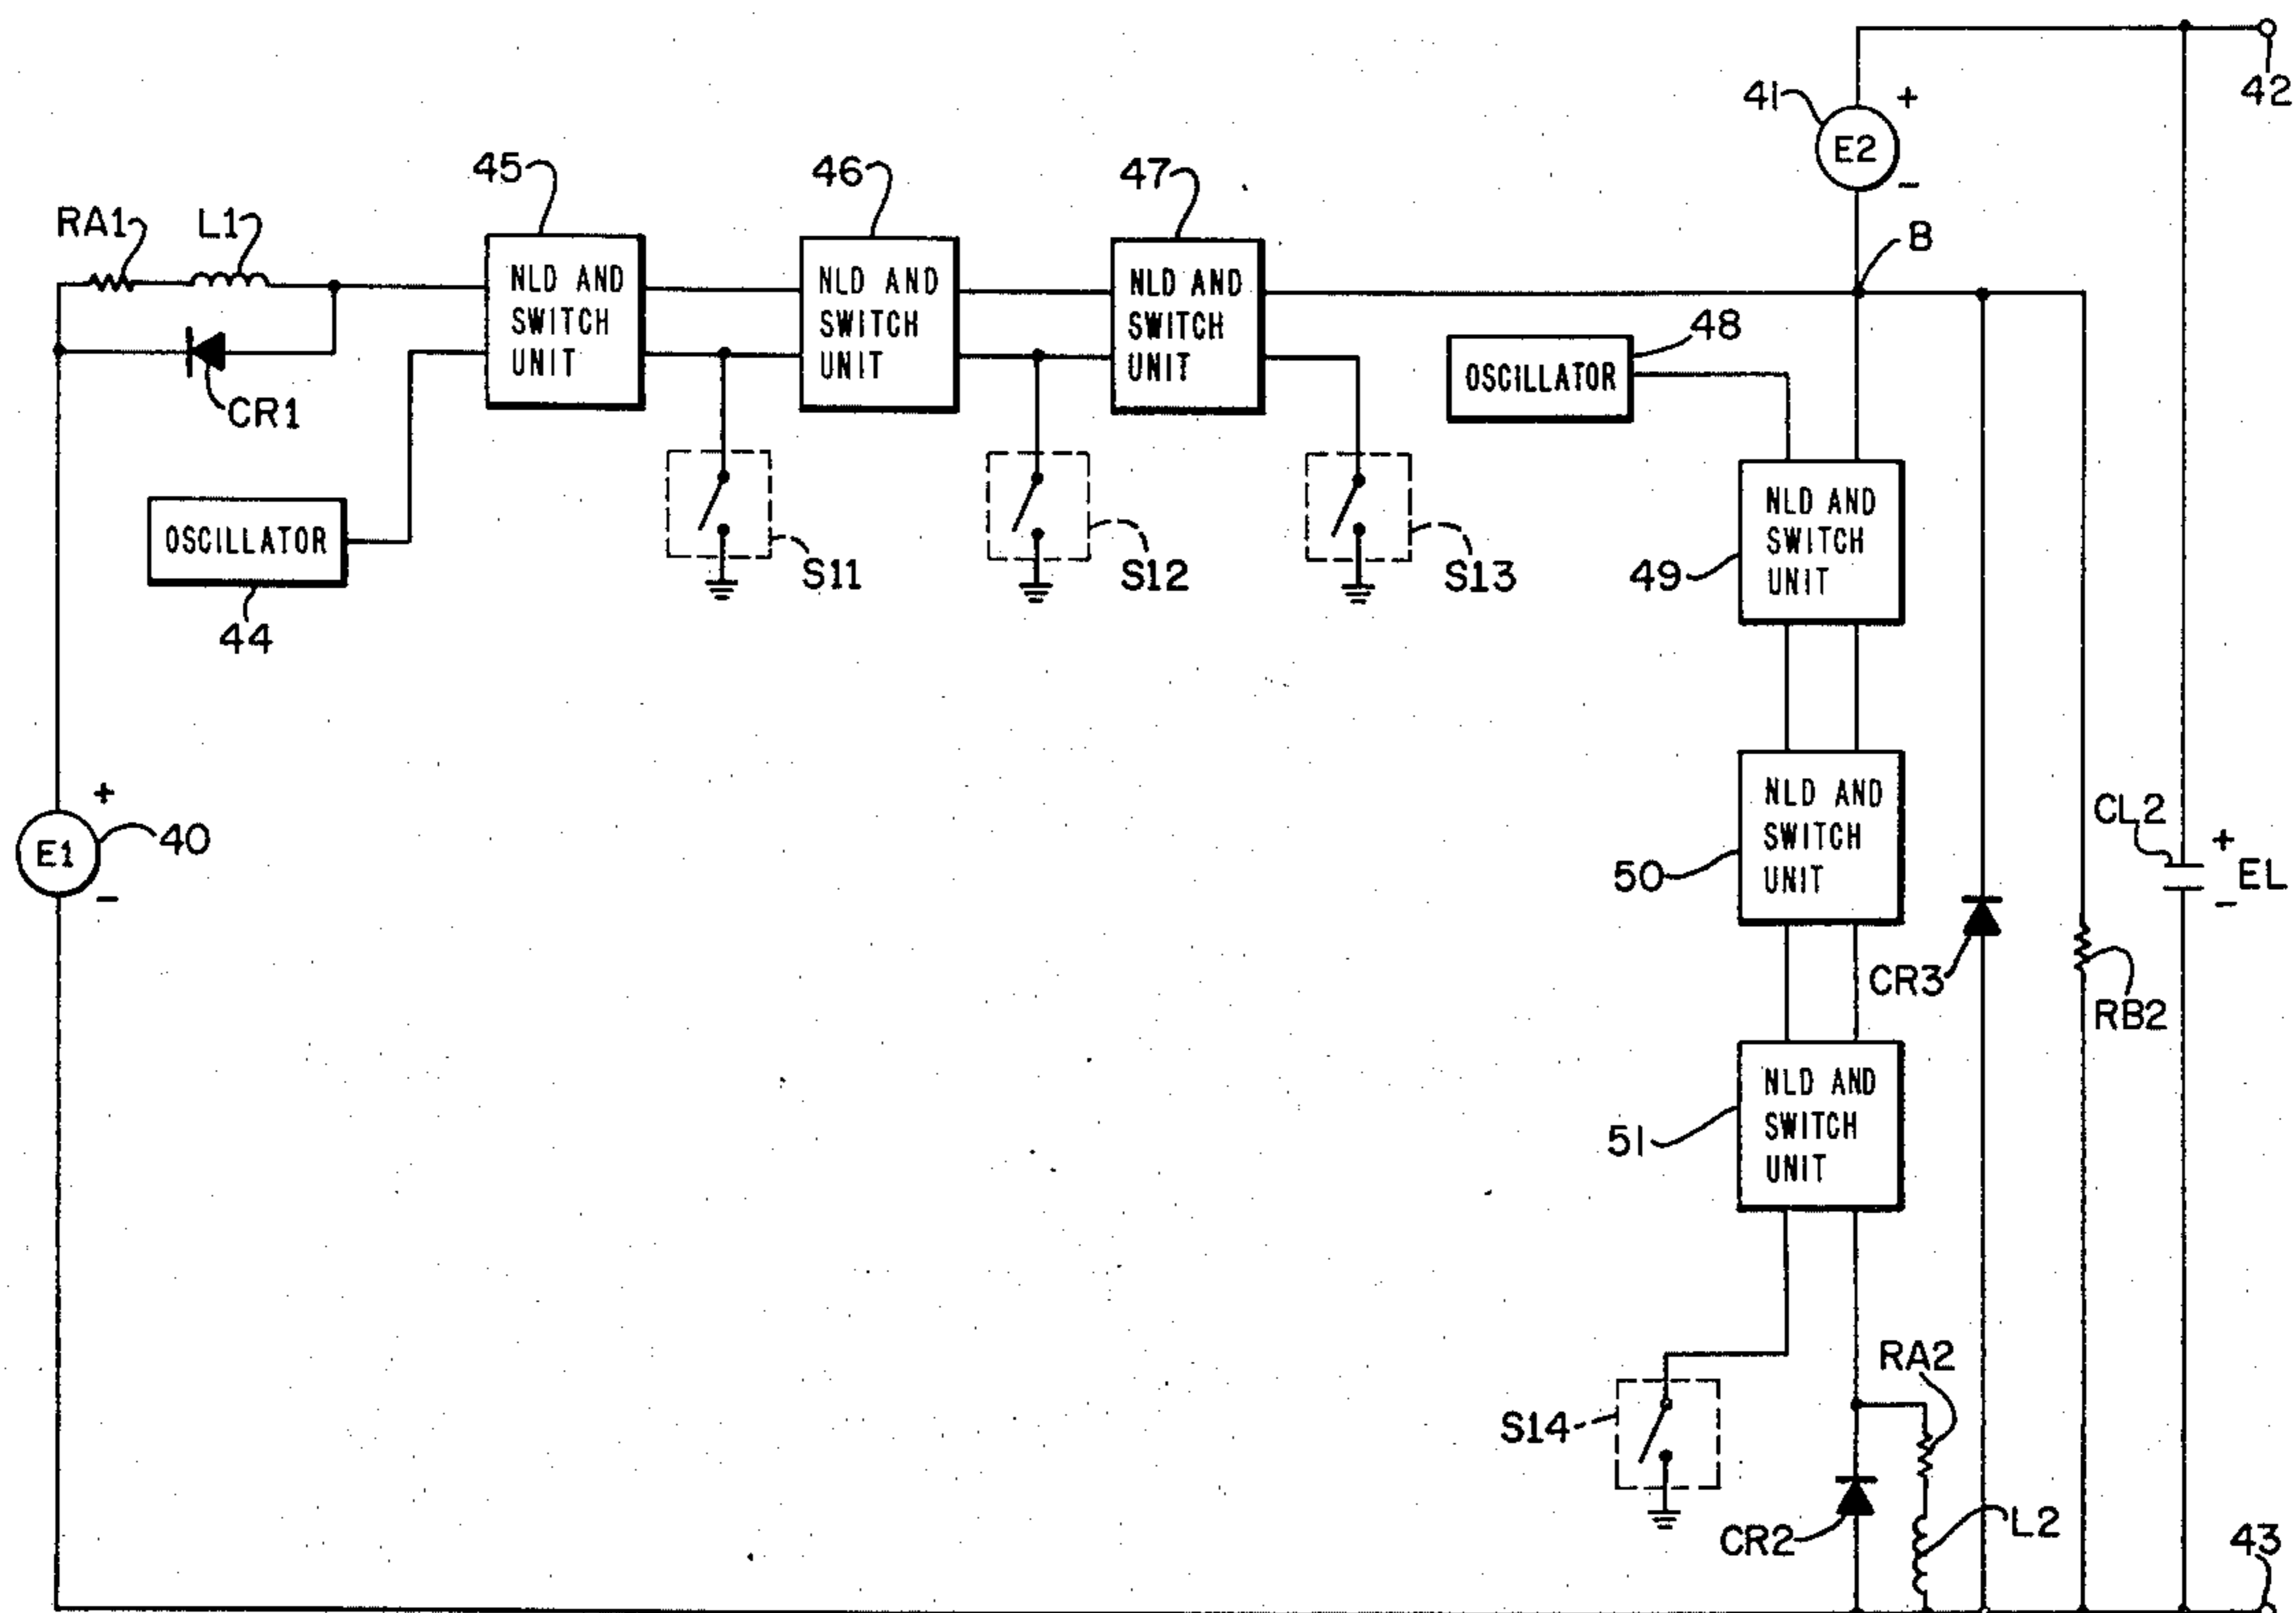 42
41
+
E2
-
B
45
46
47
RA1
L1
NLD AND
SWITCH
UNIT
NLD AND
SWITCH
UNIT
NLD AND
SWITCH
UNIT
CR1
48
OSCILLATOR
OSCILLATOR
44
S11
S12
S13
NLD AND
SWITCH
UNIT
49
+
E1
40
-
NLD AND
SWITCH
UNIT
50
CL2
+
EL
-
CR3
RB2
NLD AND
SWITCH
UNIT
51
RA2
S14
CR2
L2
43